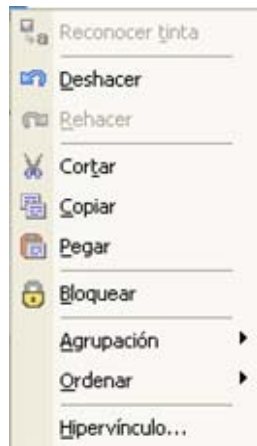 Reconocer tinta
Deshacer
Rehacer
Cortar
Copiar
Pegar
Bloquear
Agrupación
Ordenar
Hipervínculo...